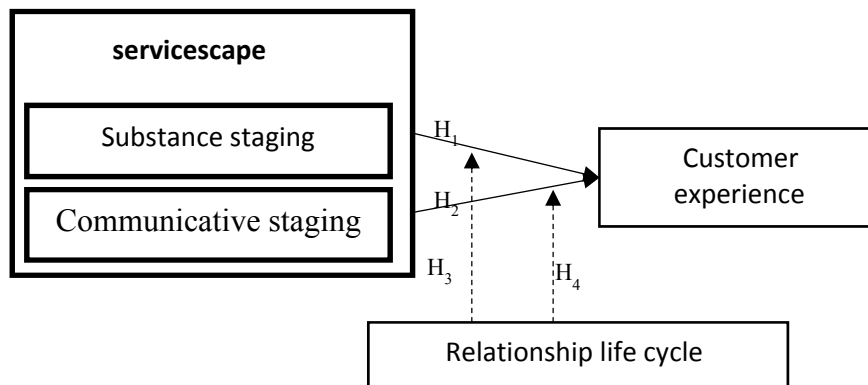 servicescape
Substance staging
Communicative staging
H₁
H₂
H₃
H₄
Customer
experience
Relationship life cycle